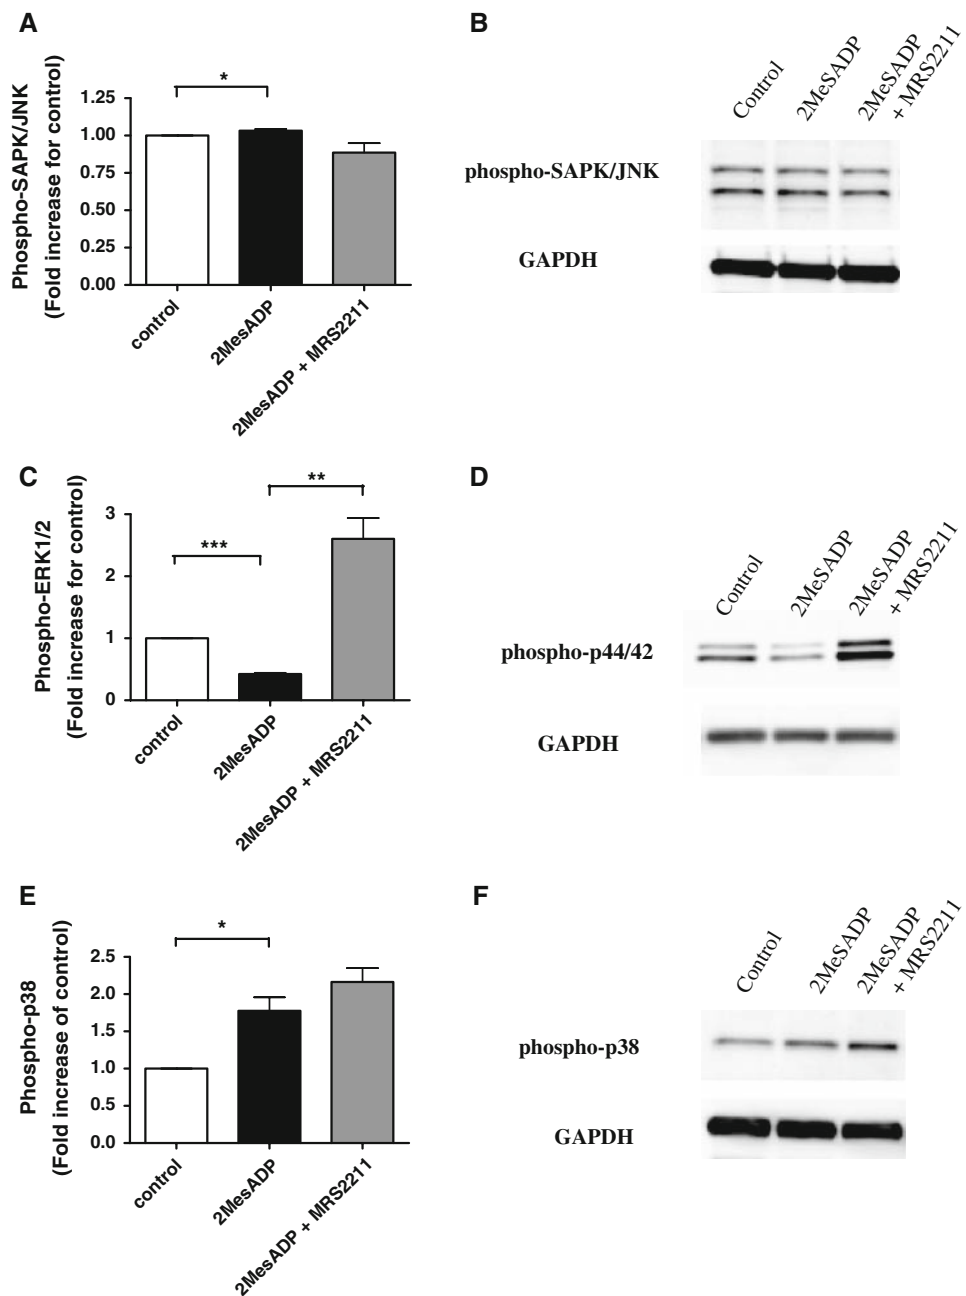 A
Phospho-SAPK/JNK
(Fold increase for control)
*
1.25
1.00
0.75
0.50
0.25
0.00
control
2MesADP
2MesADP + MRS2211
B
Control
2MeSADP
2MeSADP
+ MRS2211
phospho-SAPK/JNK
GAPDH
C
Phospho-ERK1/2
(Fold increase for control)
**
***
3
2
1
0
control
2MesADP
2MesADP + MRS2211
D
Control
2MeSADP
2MeSADP
+ MRS2211
phospho-p44/42
GAPDH
E
Phospho-p38
(Fold increase of control)
*
2.5
2.0
1.5
1.0
0.5
0.0
control
2MesADP
2MesADP + MRS2211
F
Control
2MeSADP
2MeSADP
+ MRS2211
phospho-p38
GAPDH